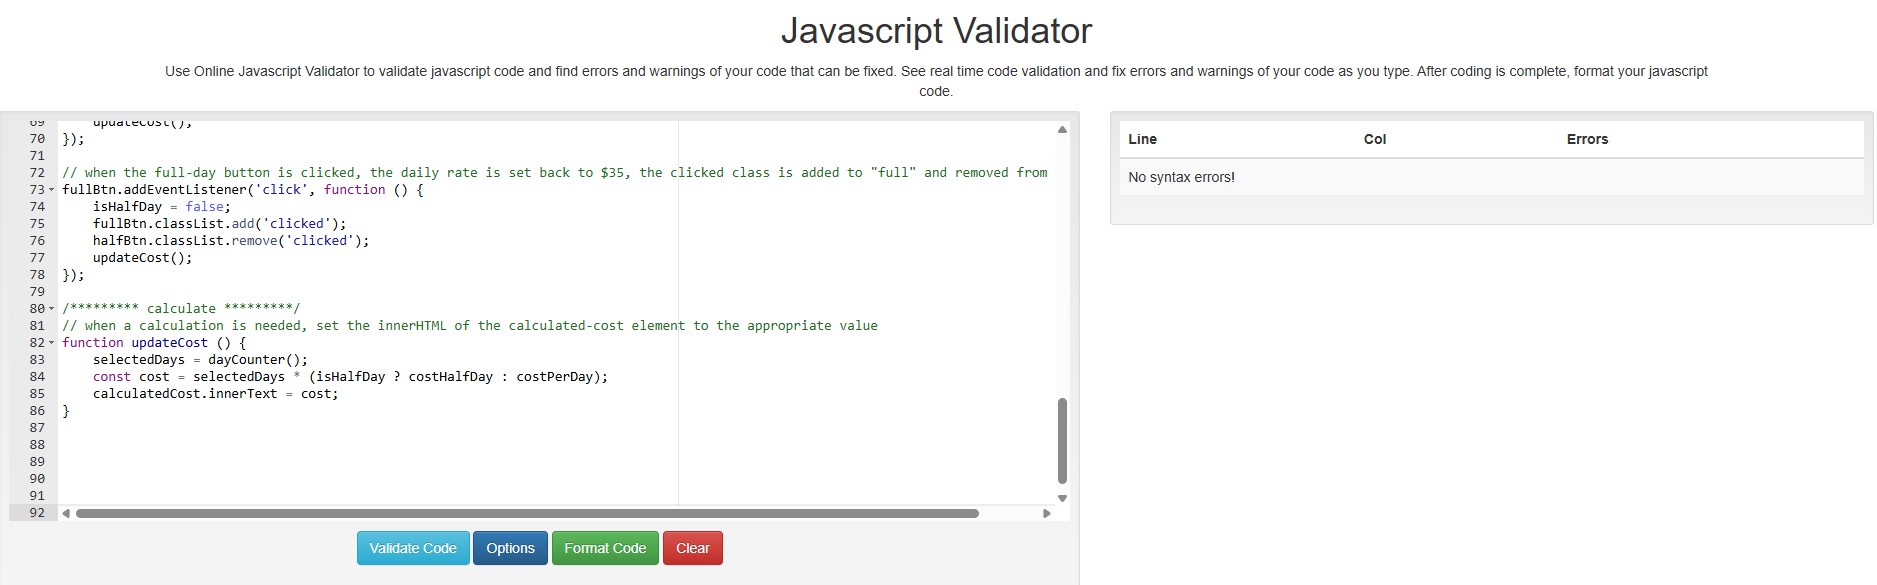 Javascript Validator
Use Online Javascript Validator to validate javascript code and find errors and warnings of your code that can be fixed. See real time code validation and fix errors and warnings of your code as you type. After coding is complete, format your javascript
code.
69 updateCost();
70 });
71
72 // when the full-day button is clicked, the daily rate is set back to $35, the clicked class is added to "full" and removed from
73 fullBtn.addEventListener('click', function () {
74 isHalfDay = false;
75 fullBtn.classList.add('clicked');
76 halfBtn.classList.remove('clicked');
77 updateCost();
78 });
79
80 /********* calculate *********/
81 // when a calculation is needed, set the innerHTML of the calculated-cost element to the appropriate value
82 function updateCost () {
83 selectedDays = dayCounter();
84 const cost = selectedDays * (isHalfDay ? costHalfDay : costPerDay);
85 calculatedCost.innerText = cost;
86 }
87
88
89
90
91
92
Validate Code Options Format Code Clear
Line Col Errors
No syntax errors!